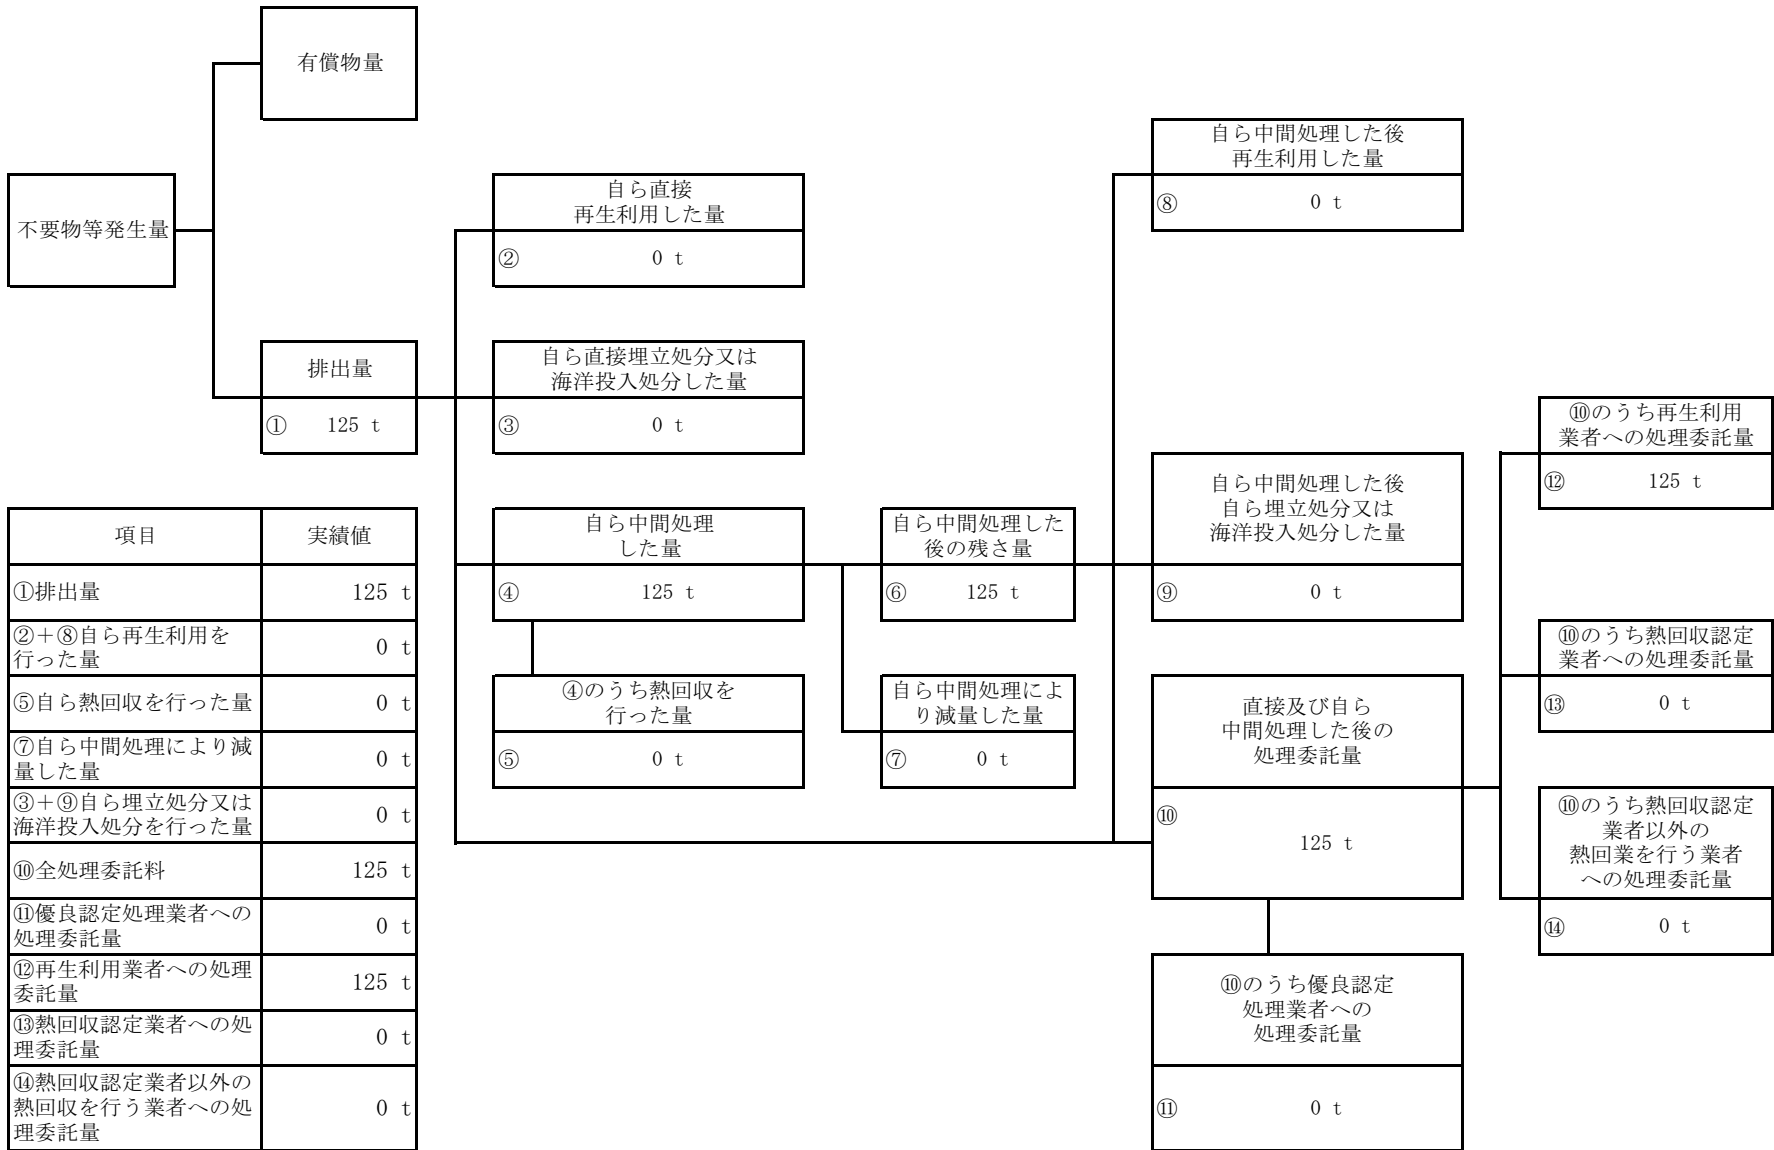 有償物量
不要物等発生量
排出量
① 125 t
自ら直接
再生利用した量
② 0 t
自ら直接埋立処分又は
海洋投入処分した量
③ 0 t
自ら中間処理
した量
④ 125 t
④のうち熱回収を
行った量
⑤ 0 t
自ら中間処理した
後の残さ量
⑥ 125 t
自ら中間処理によ
り減量した量
⑦ 0 t
自ら中間処理した後
再生利用した量
⑧ 0 t
自ら中間処理した後
自ら埋立処分又は
海洋投入処分した量
⑨ 0 t
直接及び自ら
中間処理した後の
処理委託量
⑩
125 t
⑩のうち優良認定
処理業者への
処理委託量
⑪ 0 t
⑩のうち再生利用
業者への処理委託量
⑫ 125 t
⑩のうち熱回収認定
業者への処理委託量
⑬ 0 t
⑩のうち熱回収認定
業者以外の
熱回業を行う業者
への処理委託量
⑭ 0 t
項目 実績値
①排出量 125 t
②＋⑧自ら再生利用を
行った量
0 t
⑤自ら熱回収を行った量 0 t
⑦自ら中間処理により減
量した量
0 t
③＋⑨自ら埋立処分又は
海洋投入処分を行った量
0 t
⑩全処理委託料 125 t
⑪優良認定処理業者への
処理委託量
0 t
⑫再生利用業者への処理
委託量
125 t
⑬熱回収認定業者への処
理委託量
0 t
⑭熱回収認定業者以外の
熱回収を行う業者への処
理委託量
0 t